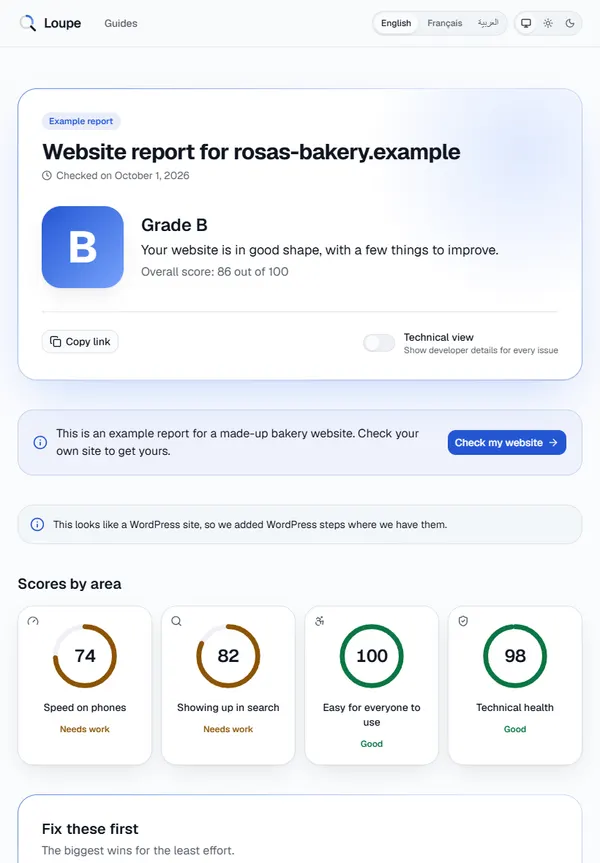 Loupe
Guides
English
Français
العربية
Example report
Website report for rosas-bakery.example
Checked on October 1, 2026
B
Grade B
Your website is in good shape, with a few things to improve.
Overall score: 86 out of 100
Copy link
Technical view
Show developer details for every issue
This is an example report for a made-up bakery website. Check your
own site to get yours.
Check my website
This looks like a WordPress site, so we added WordPress steps where we have them.
Scores by area
74
Speed on phones
Needs work
82
Showing up in search
Needs work
100
Easy for everyone to
use
Good
98
Technical health
Good
Fix these first
The biggest wins for the least effort.